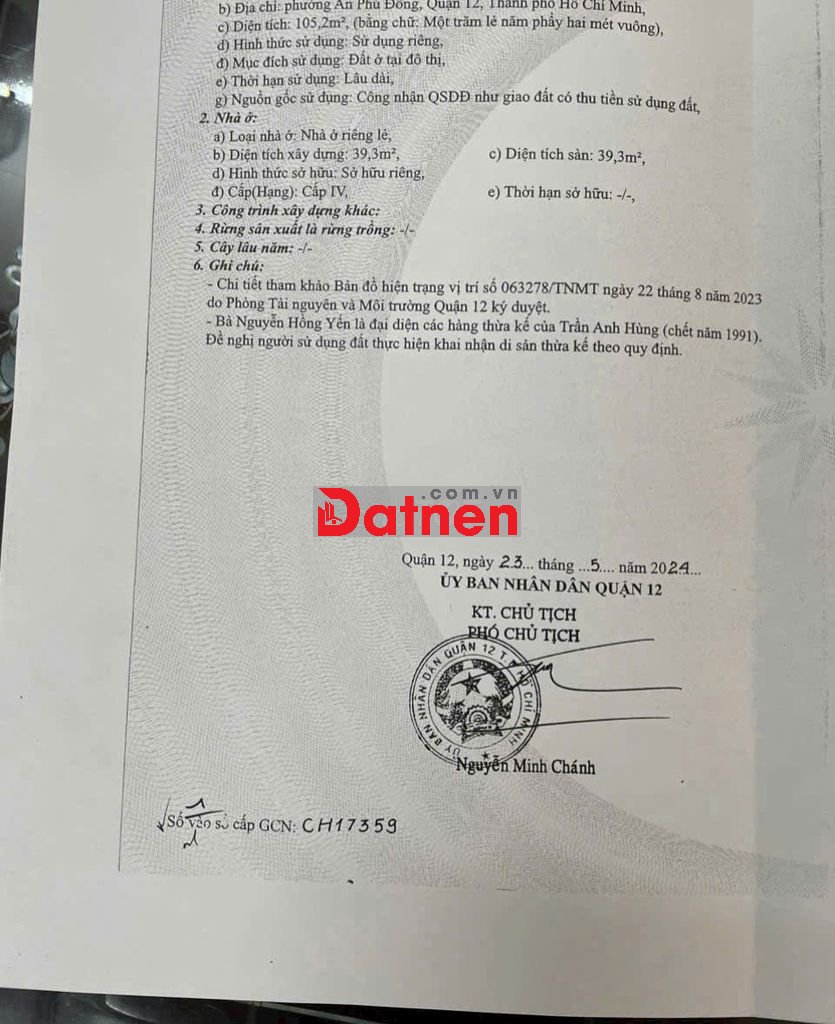 b) Địa chỉ: phường An Phú Đông, Quận 12, Thành phố Hồ Chí Minh,
c) Diện tích: 105,2m², (bằng chữ: Một trăm lẻ năm phẩy hai mét vuông),
d) Hình thức sử dụng: Sử dụng riêng,
đ) Mục đích sử dụng: Đất ở tại đô thị,
e) Thời hạn sử dụng: Lâu dài,
g) Nguồn gốc sử dụng: Công nhận QSDĐ như giao đất có thu tiền sử dụng đất,
2. Nhà ở:
a) Loại nhà ở: Nhà ở riêng lẻ,
b) Diện tích xây dựng: 39,3m², c) Diện tích sàn: 39,3m²,
d) Hình thức sở hữu: Sở hữu riêng,
đ) Cấp(Hạng): Cấp IV, e) Thời hạn sở hữu: -/-,
3. Công trình xây dựng khác:
4. Rừng sản xuất là rừng trồng: -/-
5. Cây lâu năm: -/-
6. Ghi chú:
- Chi tiết tham khảo Bản đồ hiện trạng vị trí số 063278/TNMT ngày 22 tháng 8 năm 2023
do Phòng Tài nguyên và Môi trường Quận 12 ký duyệt.
- Bà Nguyễn Hồng Yến là đại diện các hàng thừa kế của Trần Anh Hùng (chết năm 1991).
Đề nghị người sử dụng đất thực hiện khai nhận di sản thừa kế theo quy định.
.com.vn
Datnen
Quận 12, ngày 23... tháng ...5.... năm 2024...
ỦY BAN NHÂN DÂN QUẬN 12
KT. CHỦ TỊCH
PHÓ CHỦ TỊCH
ỦY BAN NHÂN DÂN QUẬN 12 T.P HỒ CHÍ MINH
Nguyễn Minh Chánh
Số vào sổ cấp GCN: CH17359